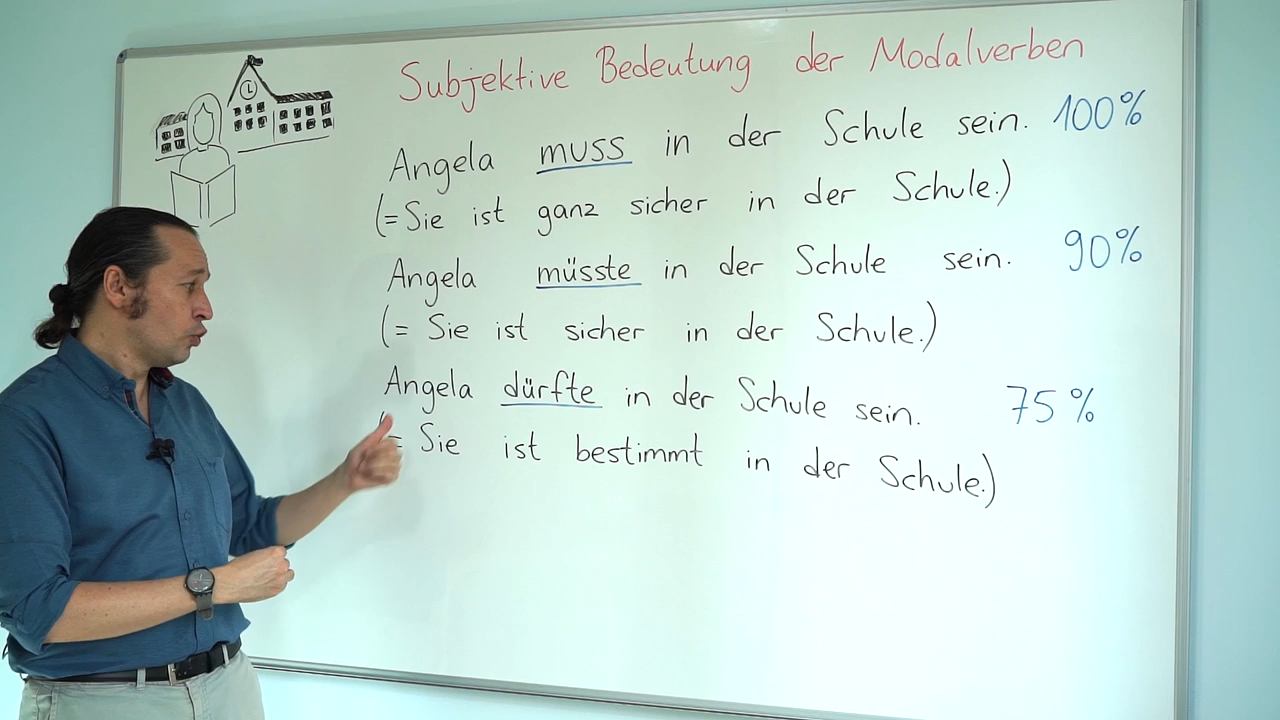 Subjektive Bedeutung der Modalverben
Angela muss in der Schule sein. 100%
(=Sie ist ganz sicher in der Schule.)
Angela müsste in der Schule sein. 90%
(= Sie ist sicher in der Schule.)
Angela dürfte in der Schule sein. 75%
(= Sie ist bestimmt in der Schule.)